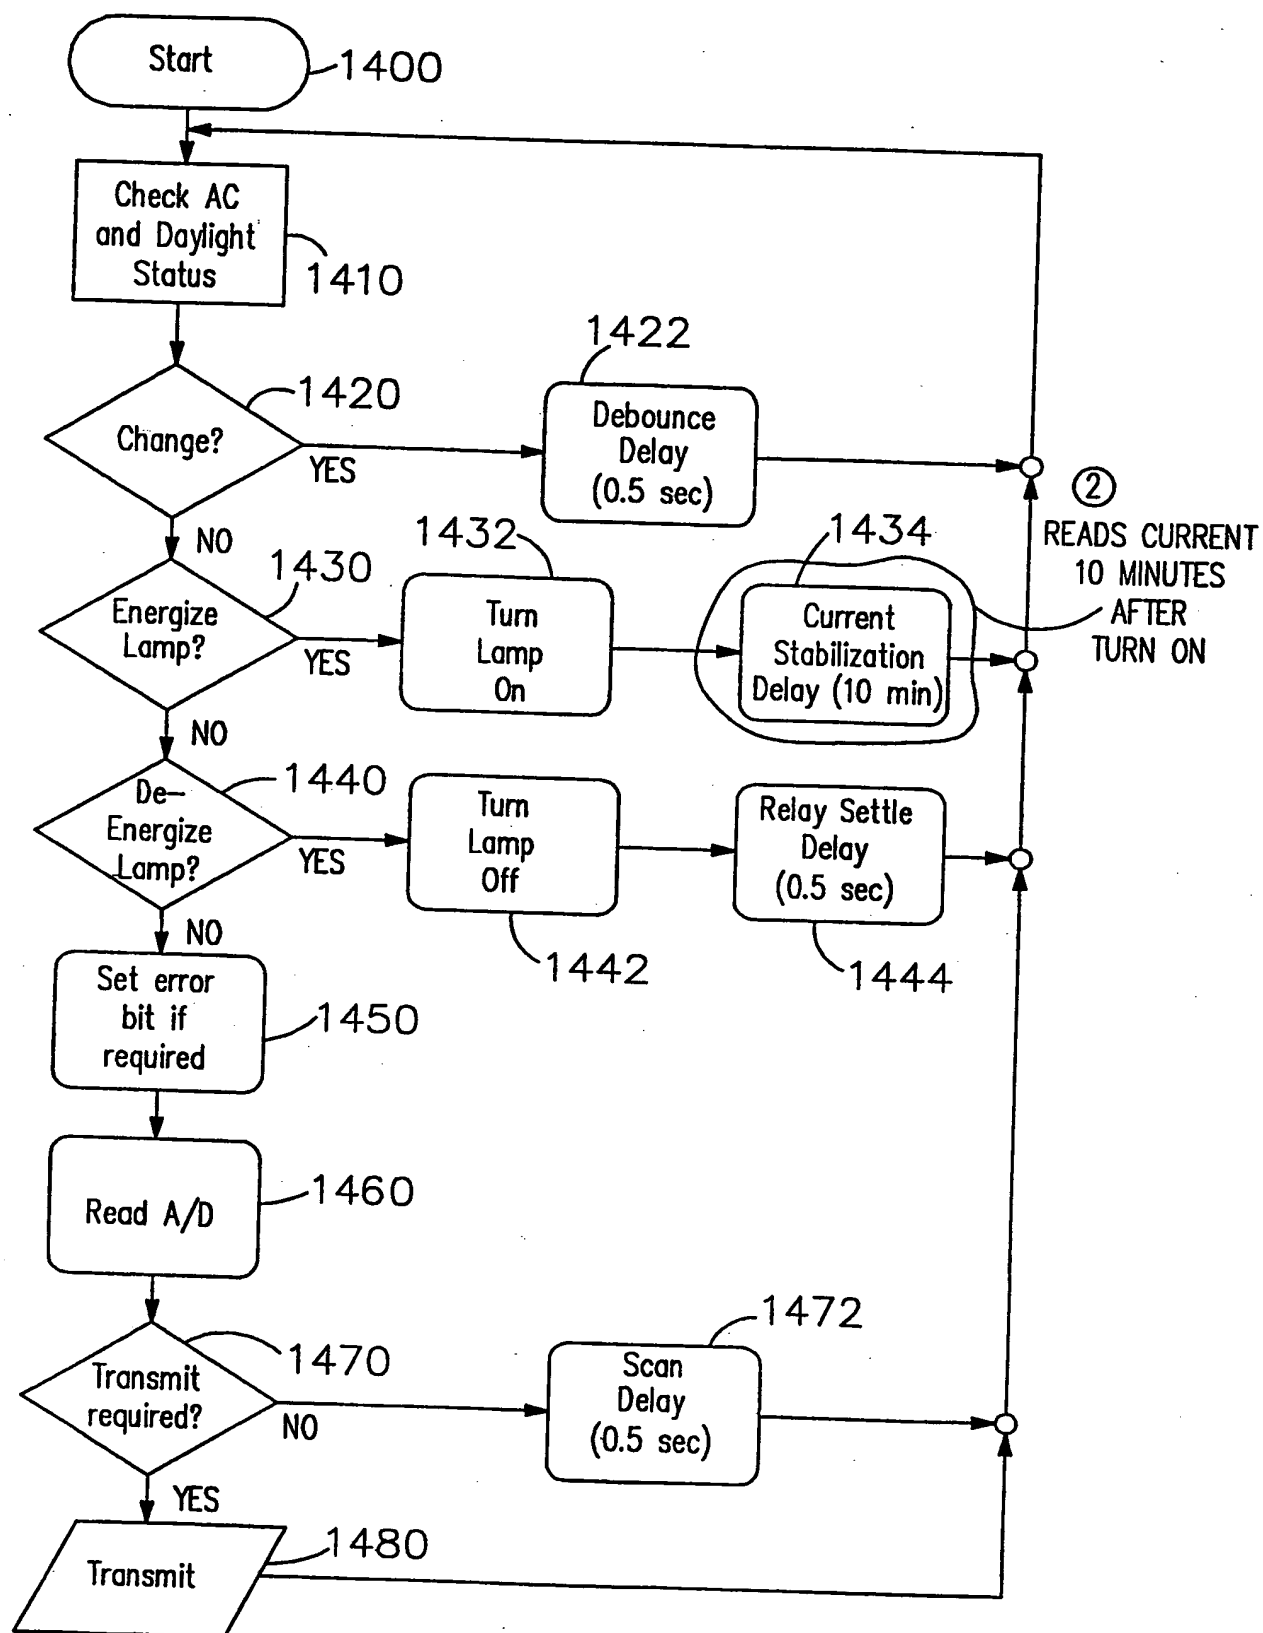 Start
1400
Check AC
and Daylight
Status
1410
1422
1420
Change?
YES
Debounce
Delay
(0.5 sec)
2
READS CURRENT
10 MINUTES
AFTER
TURN ON
NO
1430
Energize
Lamp?
YES
1432
Turn
Lamp
On
1434
Current
Stabilization
Delay (10 min)
NO
1440
De-
Energize
Lamp?
YES
Turn
Lamp
Off
1442
Relay Settle
Delay
(0.5 sec)
1444
NO
Set error
bit if
required
1450
Read A/D
1460
1470
Transmit
required?
NO
1472
Scan
Delay
(0.5 sec)
YES
Transmit
1480